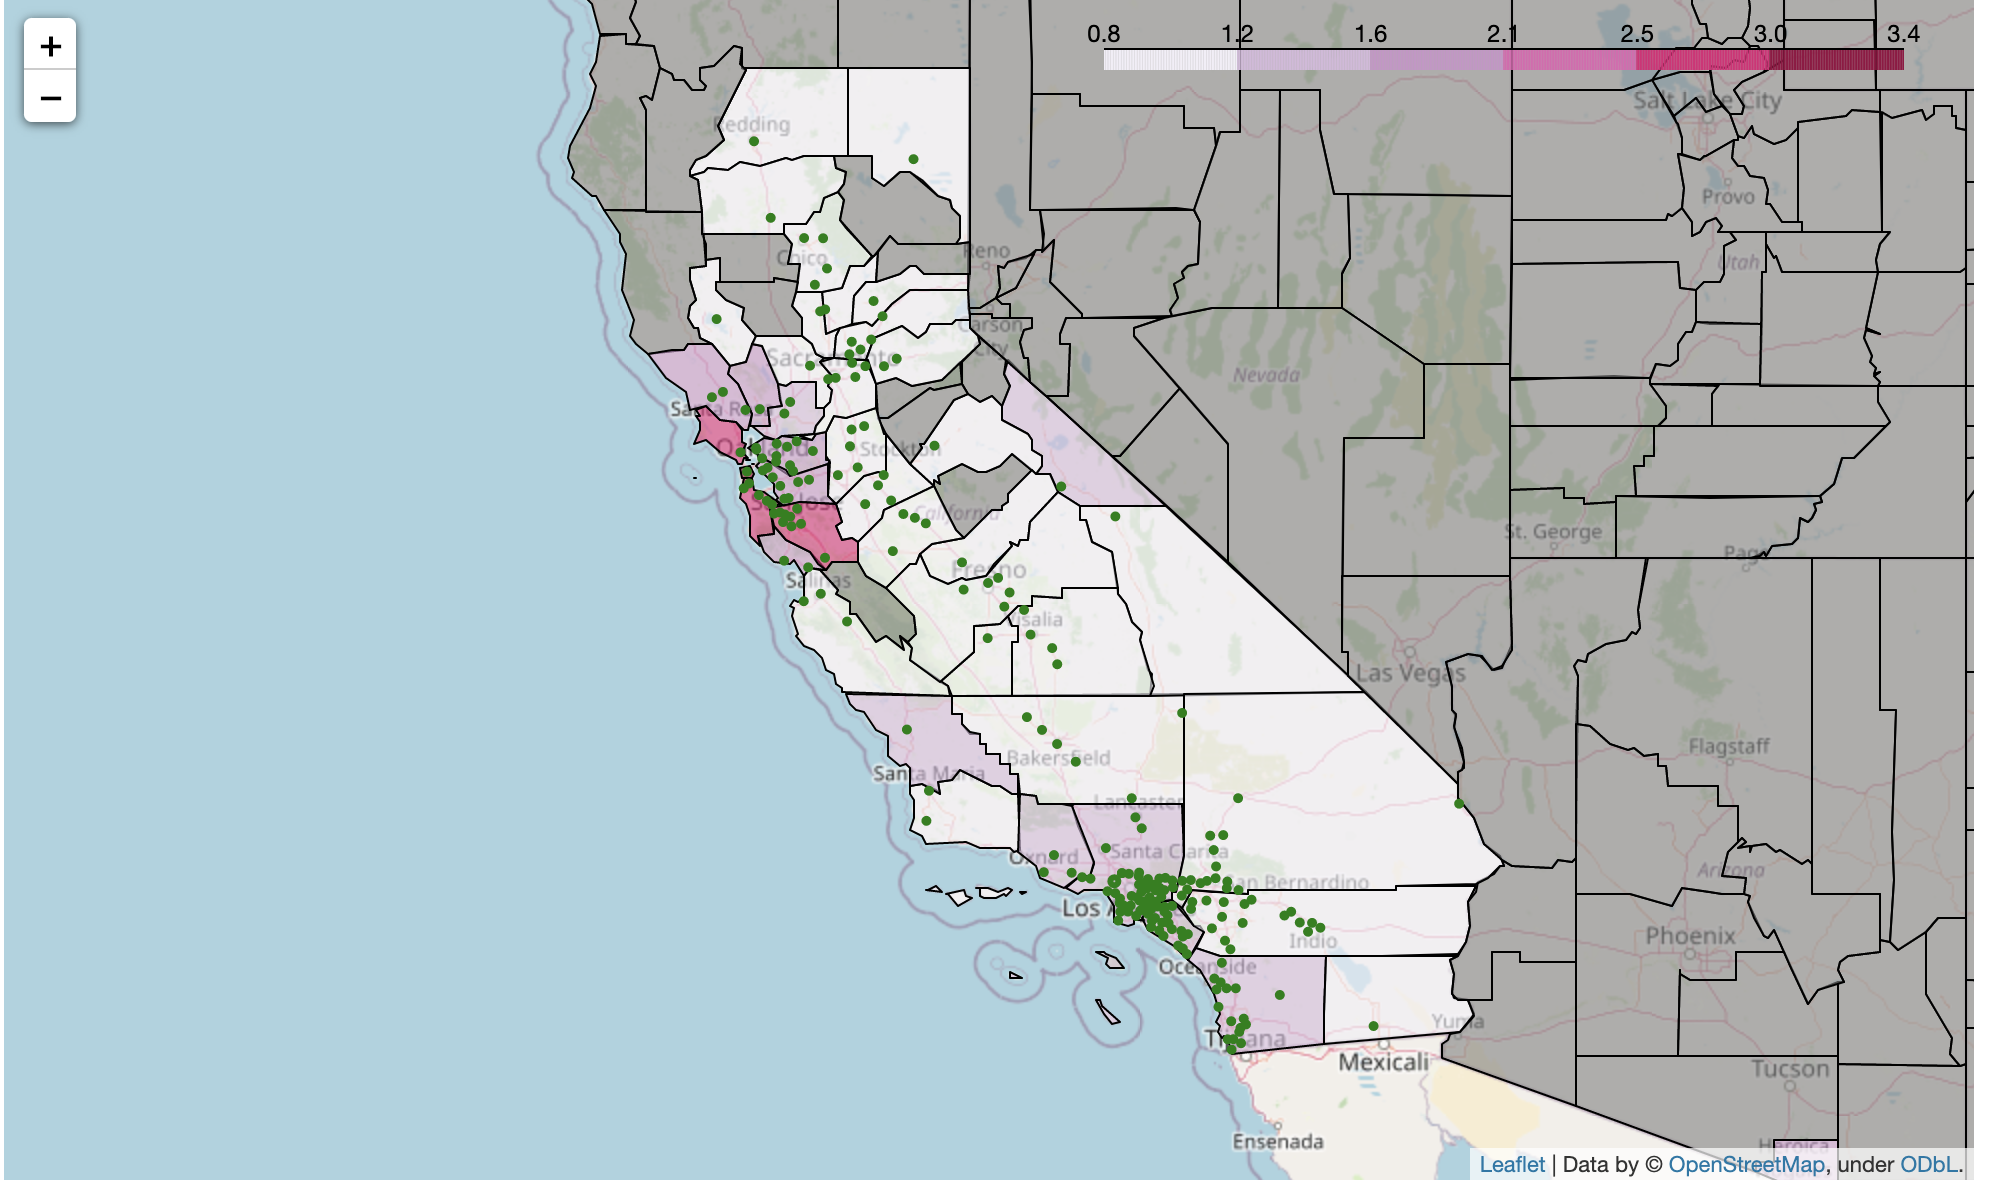 +
−
0.8 1.2 1.6 2.1 2.5 3.0 3.4
Redding
Salt Lake City
Provo
Reno
Chico
Utah
Carson
City
Sacramento
Nevada
Santa Rosa
Oakland
Stockton
San Jose
California
St. George
Page
Fresno
Salinas
Visalia
Las Vegas
Flagstaff
Bakersfield
Santa Maria
Lancaster
Santa Clarita
Oxnard
Arizona
San Bernardino
Los A
Phoenix
Indio
Oceanside
Yuma
Tijuana
Mexicali
Tucson
Ensenada
Heroica
Leaflet | Data by © OpenStreetMap, under ODbL.